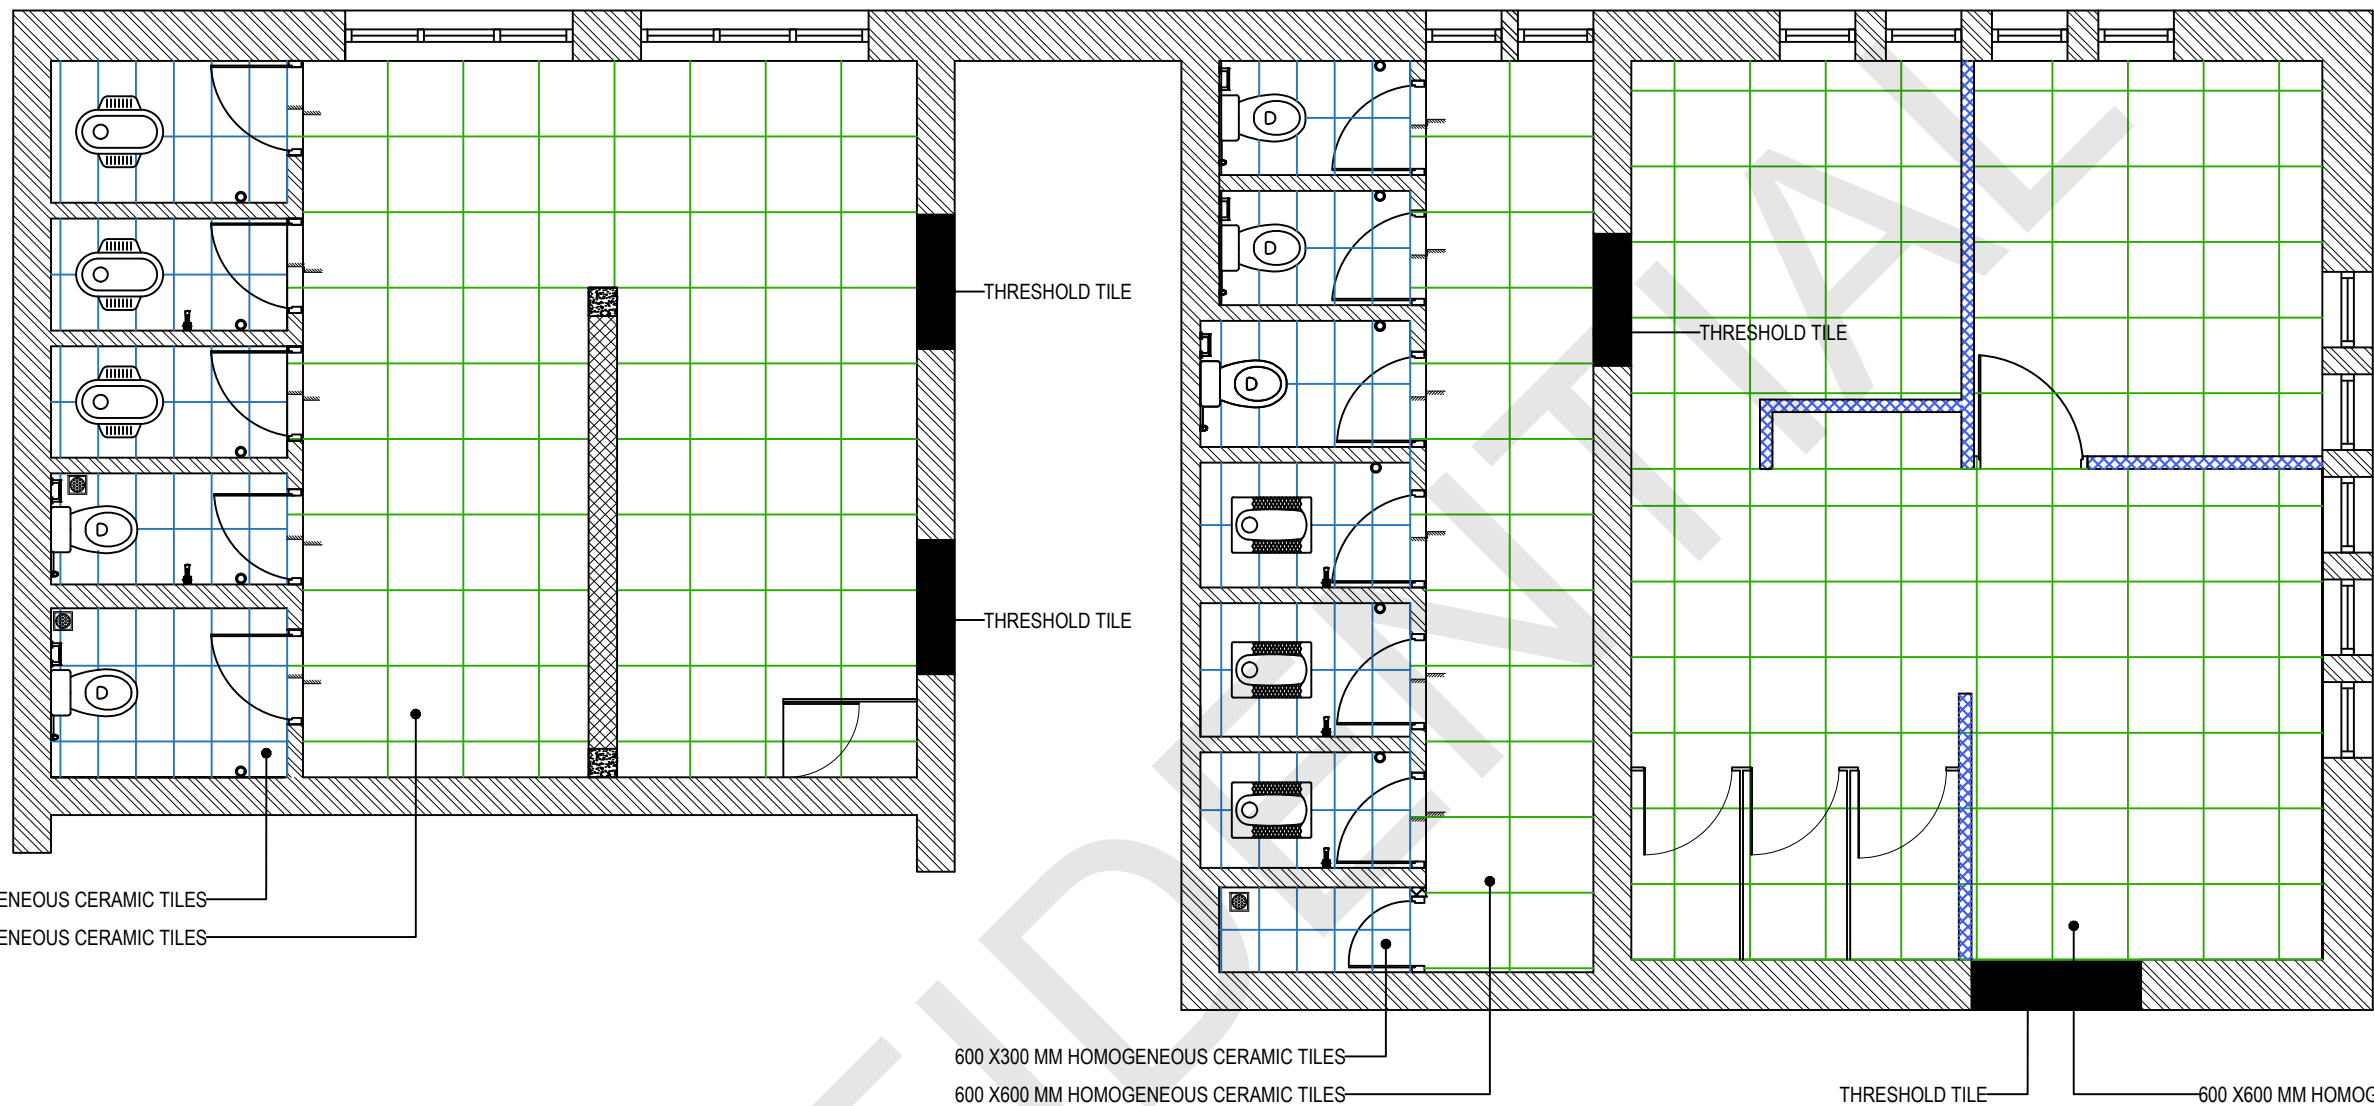 THRESHOLD TILE
THRESHOLD TILE
THRESHOLD TILE
ENEOUS CERAMIC TILES
ENEOUS CERAMIC TILES
600 X300 MM HOMOGENEOUS CERAMIC TILES
600 X600 MM HOMOGENEOUS CERAMIC TILES
THRESHOLD TILE
600 X600 MM HOMOG
IDENTIAL